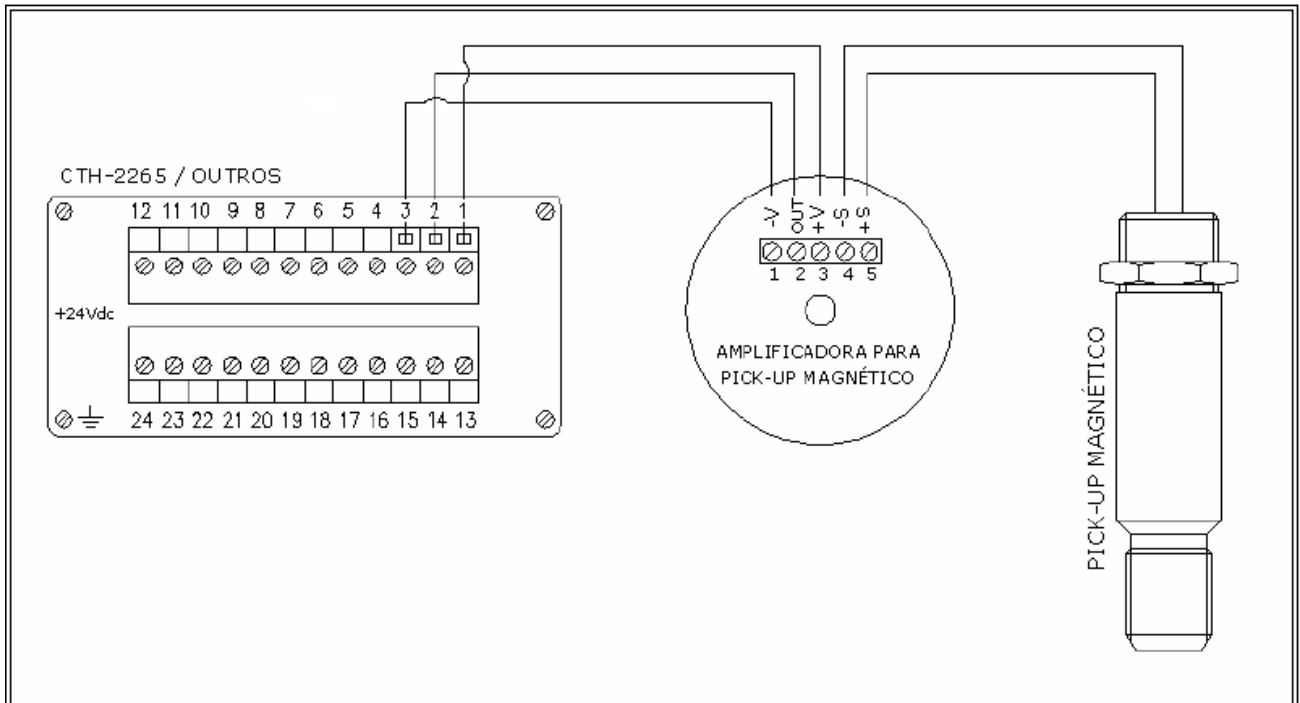 CTH-2265 / OUTROS
12 11 10 9 8 7 6 5 4 3 2 1
+24Vdc
24 23 22 21 20 19 18 17 16 15 14 13
-V OUT +V -S +S
1 2 3 4 5
AMPLIFICADORA PARA
PICK-UP MAGNÉTICO
PICK-UP MAGNÉTICO